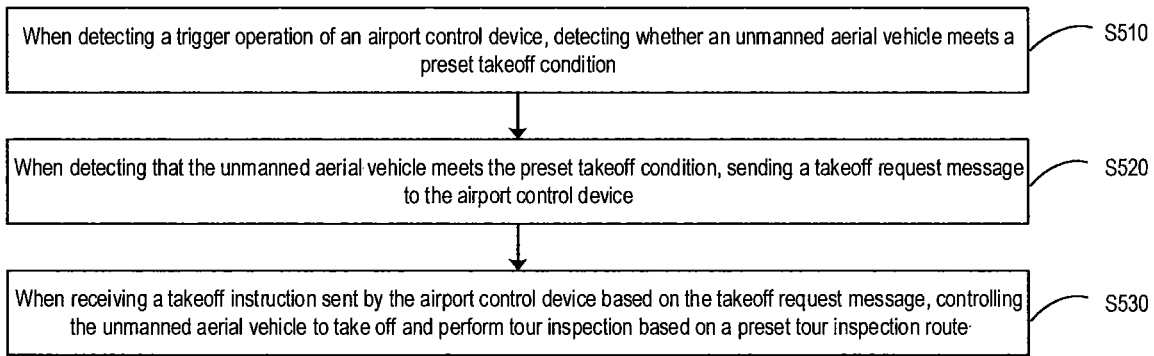 When detecting a trigger operation of an airport control device, detecting whether an unmanned aerial vehicle meets a
preset takeoff condition
S510
When detecting that the unmanned aerial vehicle meets the preset takeoff condition, sending a takeoff request message
to the airport control device
S520
When receiving a takeoff instruction sent by the airport control device based on the takeoff request message, controlling
the unmanned aerial vehicle to take off and perform tour inspection based on a preset tour inspection route
S530